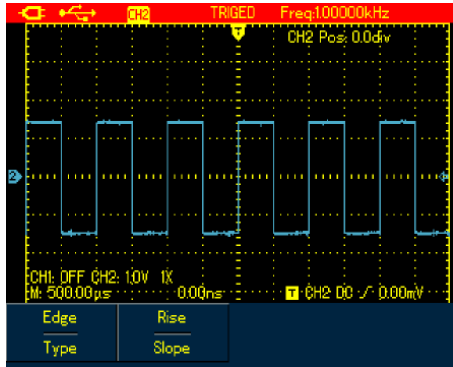 CH2 TRIGED Freq:1.00000kHz
T
CH2 Pos: 0.0div
2
CH1: OFF CH2: 1.0V 1X
M: 500.00µs 0.00ns T CH2 DC 0.00mV
Edge Rise
Type Slope